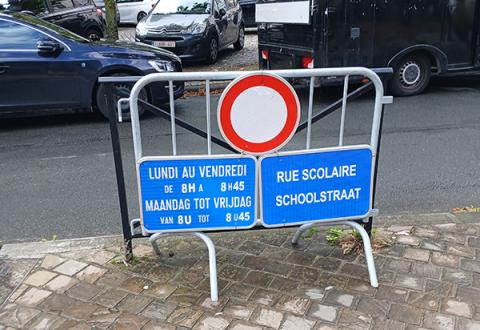 LUNDI AU VENDREDI
DE 8H A 8H45
MAANDAG TOT VRIJDAG
VAN 8U TOT 8U45
RUE SCOLAIRE
SCHOOLSTRAAT